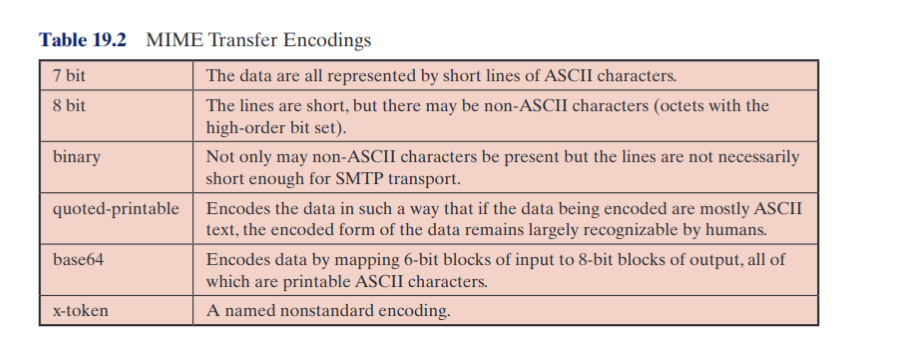 Table 19.2 MIME Transfer Encodings
7 bit The data are all represented by short lines of ASCII characters.
8 bit The lines are short, but there may be non-ASCII characters (octets with the
high-order bit set).
binary Not only may non-ASCII characters be present but the lines are not necessarily
short enough for SMTP transport.
quoted-printable Encodes the data in such a way that if the data being encoded are mostly ASCII
text, the encoded form of the data remains largely recognizable by humans.
base64 Encodes data by mapping 6-bit blocks of input to 8-bit blocks of output, all of
which are printable ASCII characters.
x-token A named nonstandard encoding.